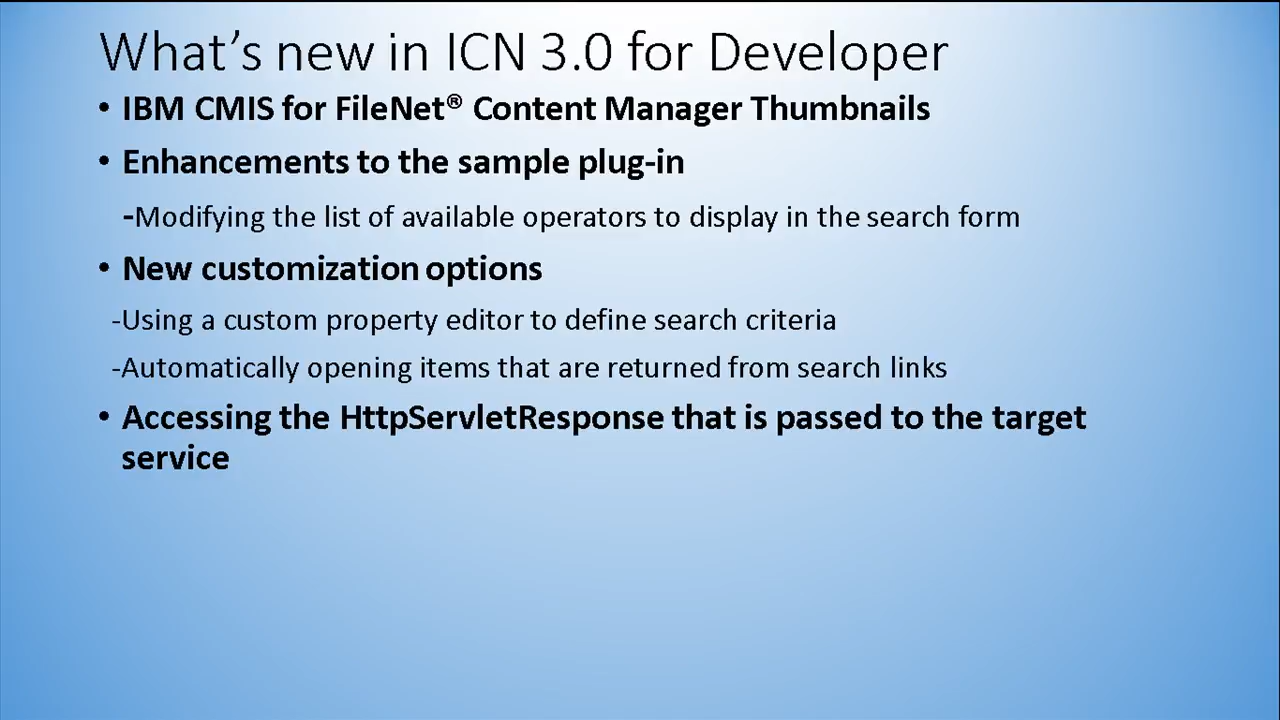 What's new in ICN 3.0 for Developer
• IBM CMIS for FileNet® Content Manager Thumbnails
• Enhancements to the sample plug-in
-Modifying the list of available operators to display in the search form
• New customization options
-Using a custom property editor to define search criteria
-Automatically opening items that are returned from search links
• Accessing the HttpServletResponse that is passed to the target
service